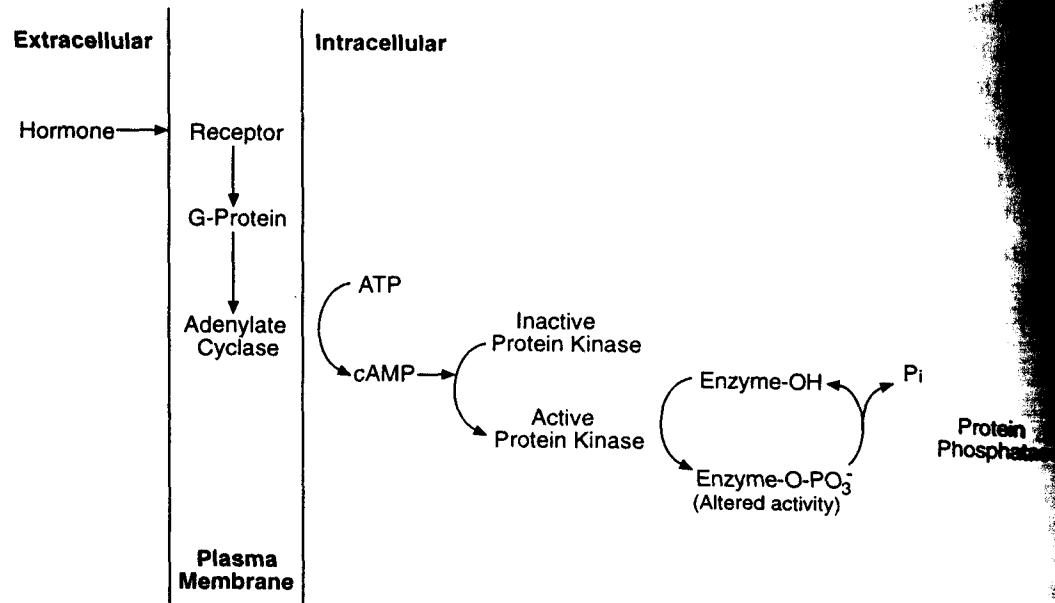 Extracellular
Intracellular
Hormone
Receptor
G-Protein
Adenylate
Cyclase
ATP
cAMP
Inactive
Protein Kinase
Active
Protein Kinase
Enzyme-OH
Pi
Enzyme-O-PO₃⁻
(Altered activity)
Protein
Plasma
Membrane